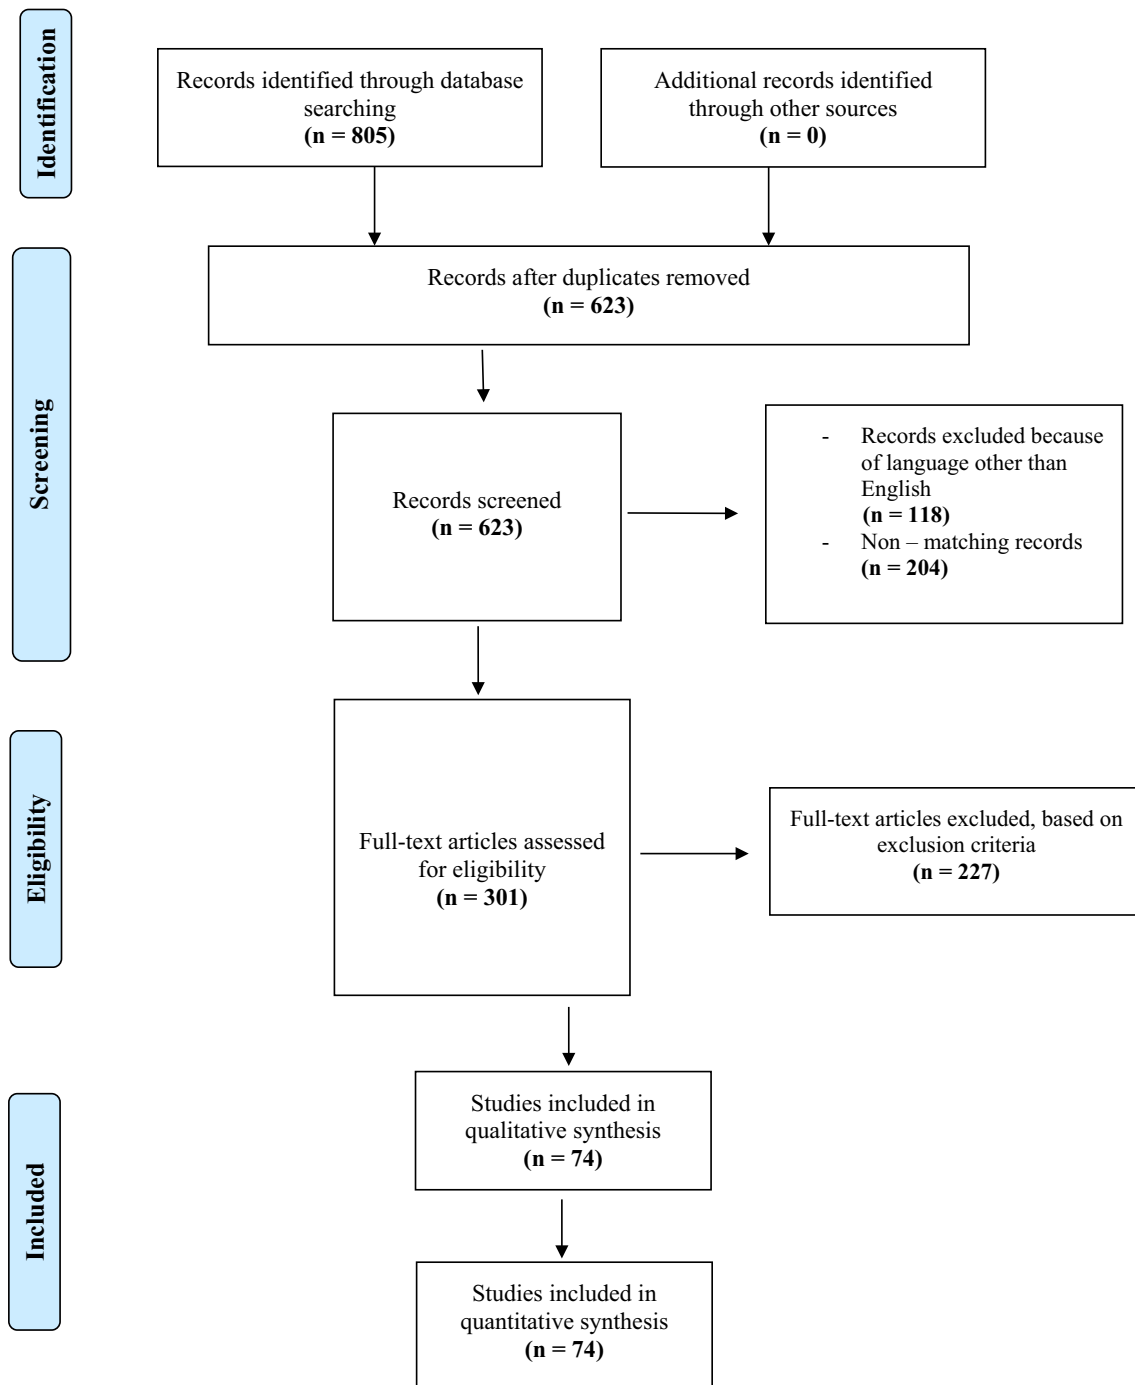 Identification
Records identified through database
searching
(n = 805)
Additional records identified
through other sources
(n = 0)
Screening
Records after duplicates removed
(n = 623)
Records screened
(n = 623)
- Records excluded because
of language other than
English
(n = 118)
- Non – matching records
(n = 204)
Eligibility
Full-text articles assessed
for eligibility
(n = 301)
Full-text articles excluded, based on
exclusion criteria
(n = 227)
Included
Studies included in
qualitative synthesis
(n = 74)
Studies included in
quantitative synthesis
(n = 74)